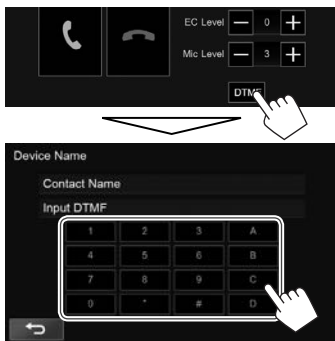 EC Level 0
Mic Level 3
DTMF
Device Name
Contact Name
Input DTMF
1 2 3 A
4 5 6 B
7 8 9 C
0 * # D